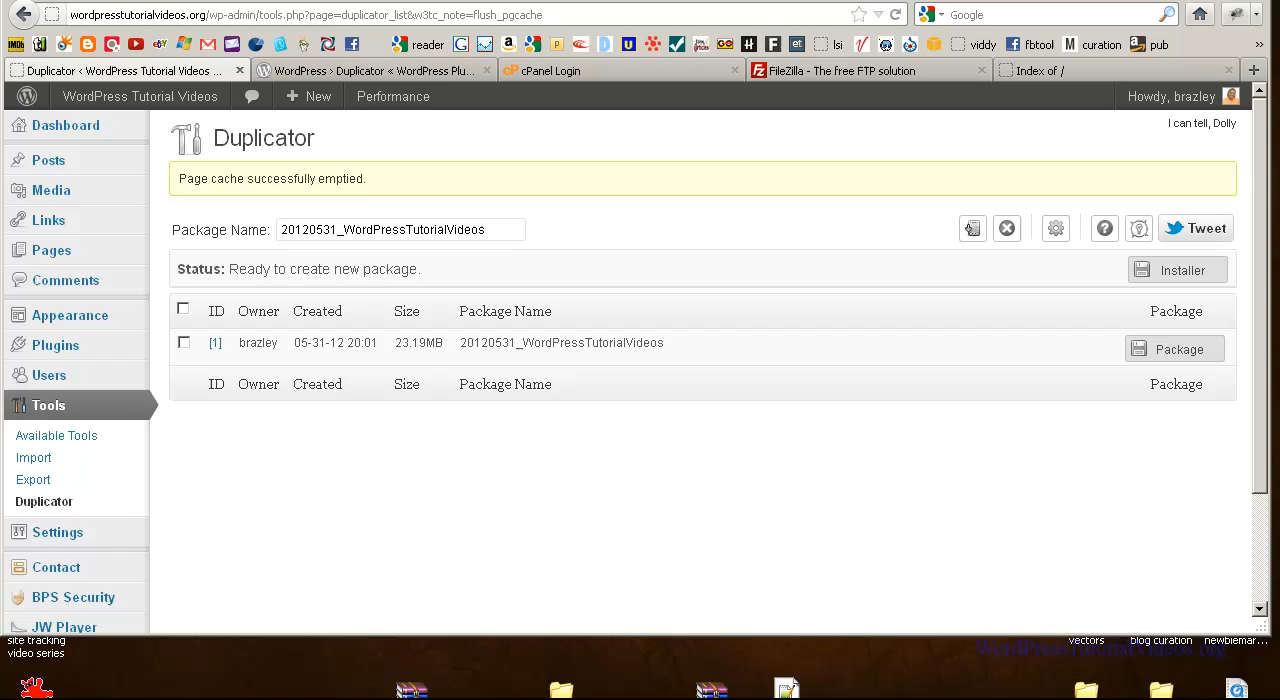 wordpresstutorialvideos.org/wp-admin/tools.php?page=duplicator_list&w3tc_note=flush_pgcache
Google
IMDb
reader
lsi
viddy
fbtool
curation
pub
Duplicator ‹ WordPress Tutorial Videos ...
WordPress › Duplicator « WordPress Plu...
cPanel Login
FileZilla - The free FTP solution
Index of /
WordPress Tutorial Videos
New
Performance
Howdy, brazley
I can tell, Dolly
Dashboard
Posts
Media
Links
Pages
Comments
Appearance
Plugins
Users
Tools
Available Tools
Import
Export
Duplicator
Settings
Contact
BPS Security
JW Player
Duplicator
Page cache successfully emptied.
Package Name: 20120531_WordPressTutorialVideos
Tweet
Status: Ready to create new package.
Installer
ID Owner Created Size Package Name Package
[1] brazley 05-31-12 20:01 23.19MB 20120531_WordPressTutorialVideos Package
ID Owner Created Size Package Name Package
site tracking
video series
vectors
blog curation
newbiemar...
WordPressTutorialVideos.org